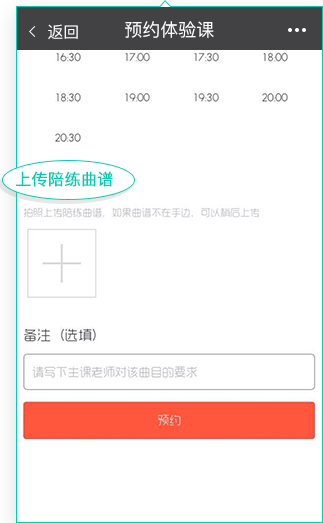 返回 预约体验课 •••
16:30 17:00 17:30 18:00
18:30 19:00 19:30 20:00
20:30
上传陪练曲谱
拍照上传陪练曲谱，如果曲谱不在手边，可以稍后上传
备注（选填）
请写下主课老师对该曲目的要求
预约